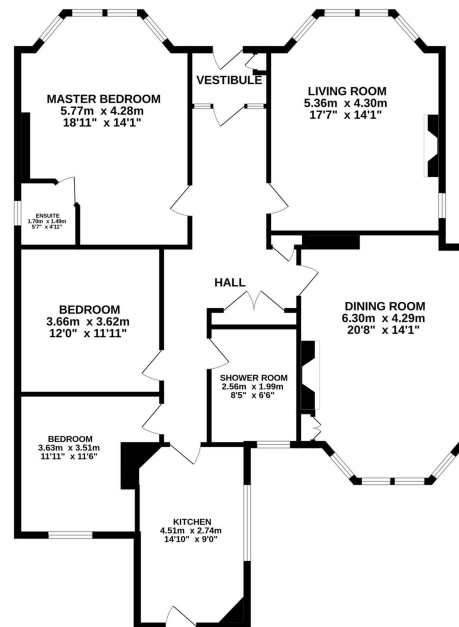 VESTIBULE
MASTER BEDROOM
5.77m x 4.28m
18'11" x 14'1"
LIVING ROOM
5.36m x 4.30m
17'7" x 14'1"
ENSUITE
1.70m x 1.49m
5'7" x 4'11"
HALL
BEDROOM
3.66m x 3.62m
12'0" x 11'11"
DINING ROOM
6.30m x 4.29m
20'8" x 14'1"
SHOWER ROOM
2.56m x 1.99m
8'5" x 6'6"
BEDROOM
3.63m x 3.51m
11'11" x 11'6"
KITCHEN
4.51m x 2.74m
14'10" x 9'0"